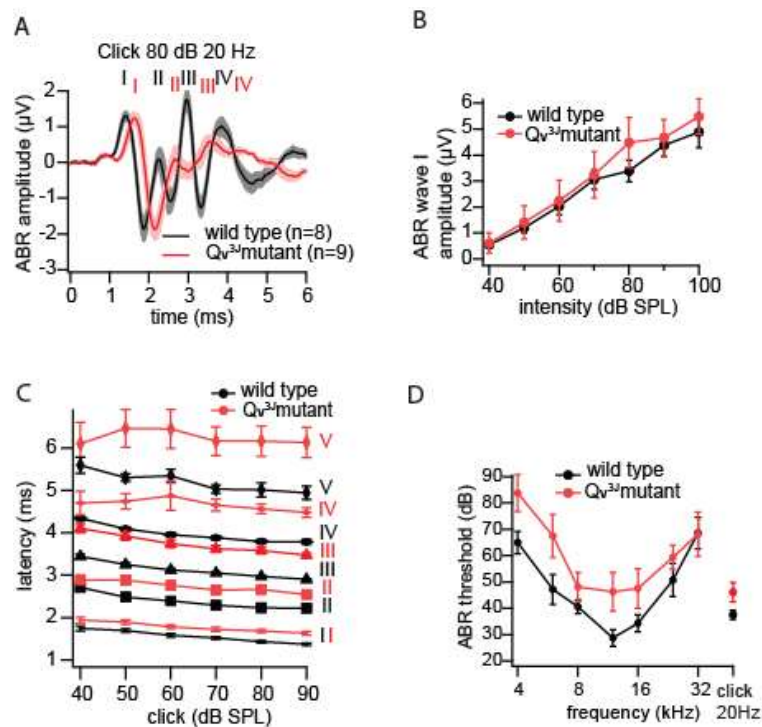 A
Click 80 dB 20 Hz
I I II II III III IV IV
ABR amplitude (µV)
2
1
0
-1
-2
-3
wild type (n=8)
Qv³ᴶmutant (n=9)
0 1 2 3 4 5 6
time (ms)
B
wild type
Qv³ᴶmutant
ABR wave I
amplitude (µV)
6
5
4
3
2
1
0
40 60 80 100
intensity (dB SPL)
C
wild type
Qv³ᴶmutant
latency (ms)
6
5
4
3
2
1
V
V
IV
IV
III
III
II
II
I I
40 50 60 70 80 90
click (dB SPL)
D
wild type
Qv³ᴶmutant
ABR threshold (dB)
90
80
70
60
50
40
30
20
4 8 16 32 click
20Hz
frequency (kHz)